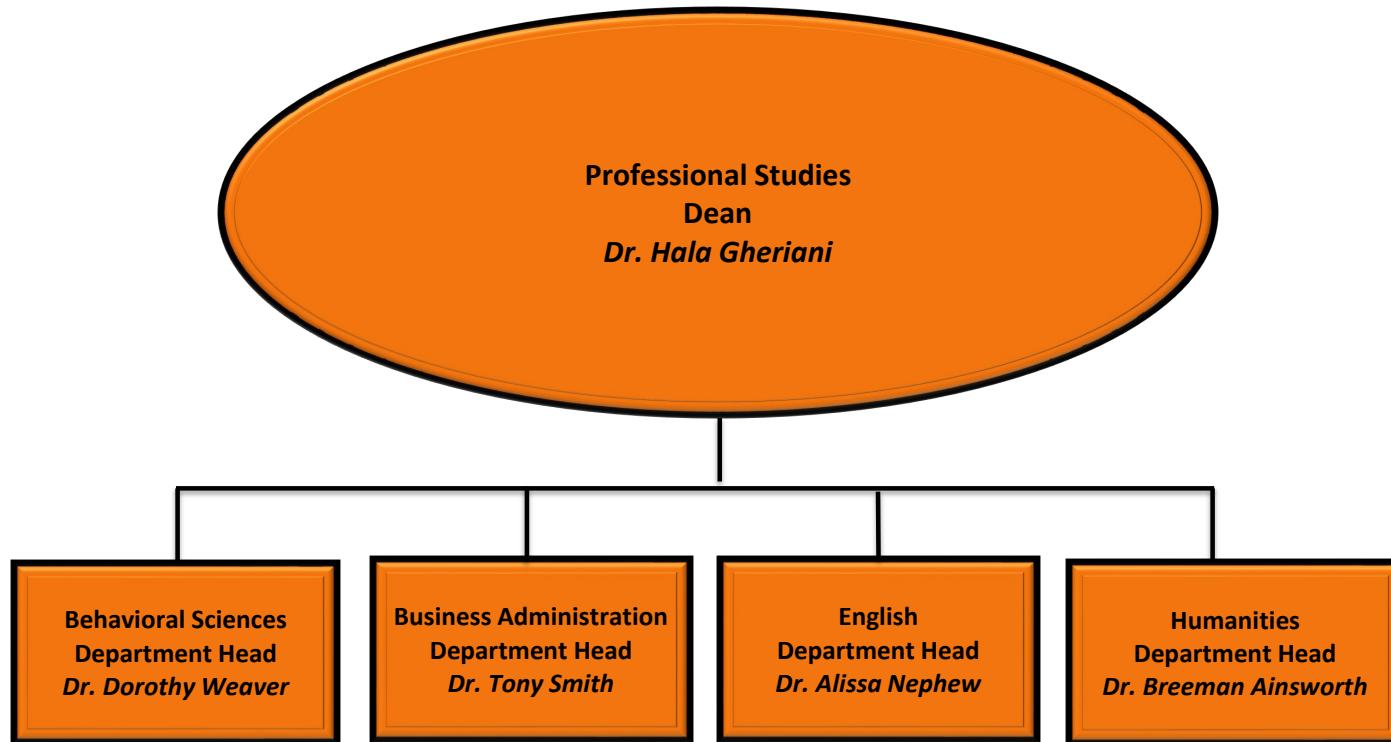 Professional Studies
Dean
Dr. Hala Gheriani
Behavioral Sciences
Department Head
Dr. Dorothy Weaver
Business Administration
Department Head
Dr. Tony Smith
English
Department Head
Dr. Alissa Nephew
Humanities
Department Head
Dr. Breeman Ainsworth